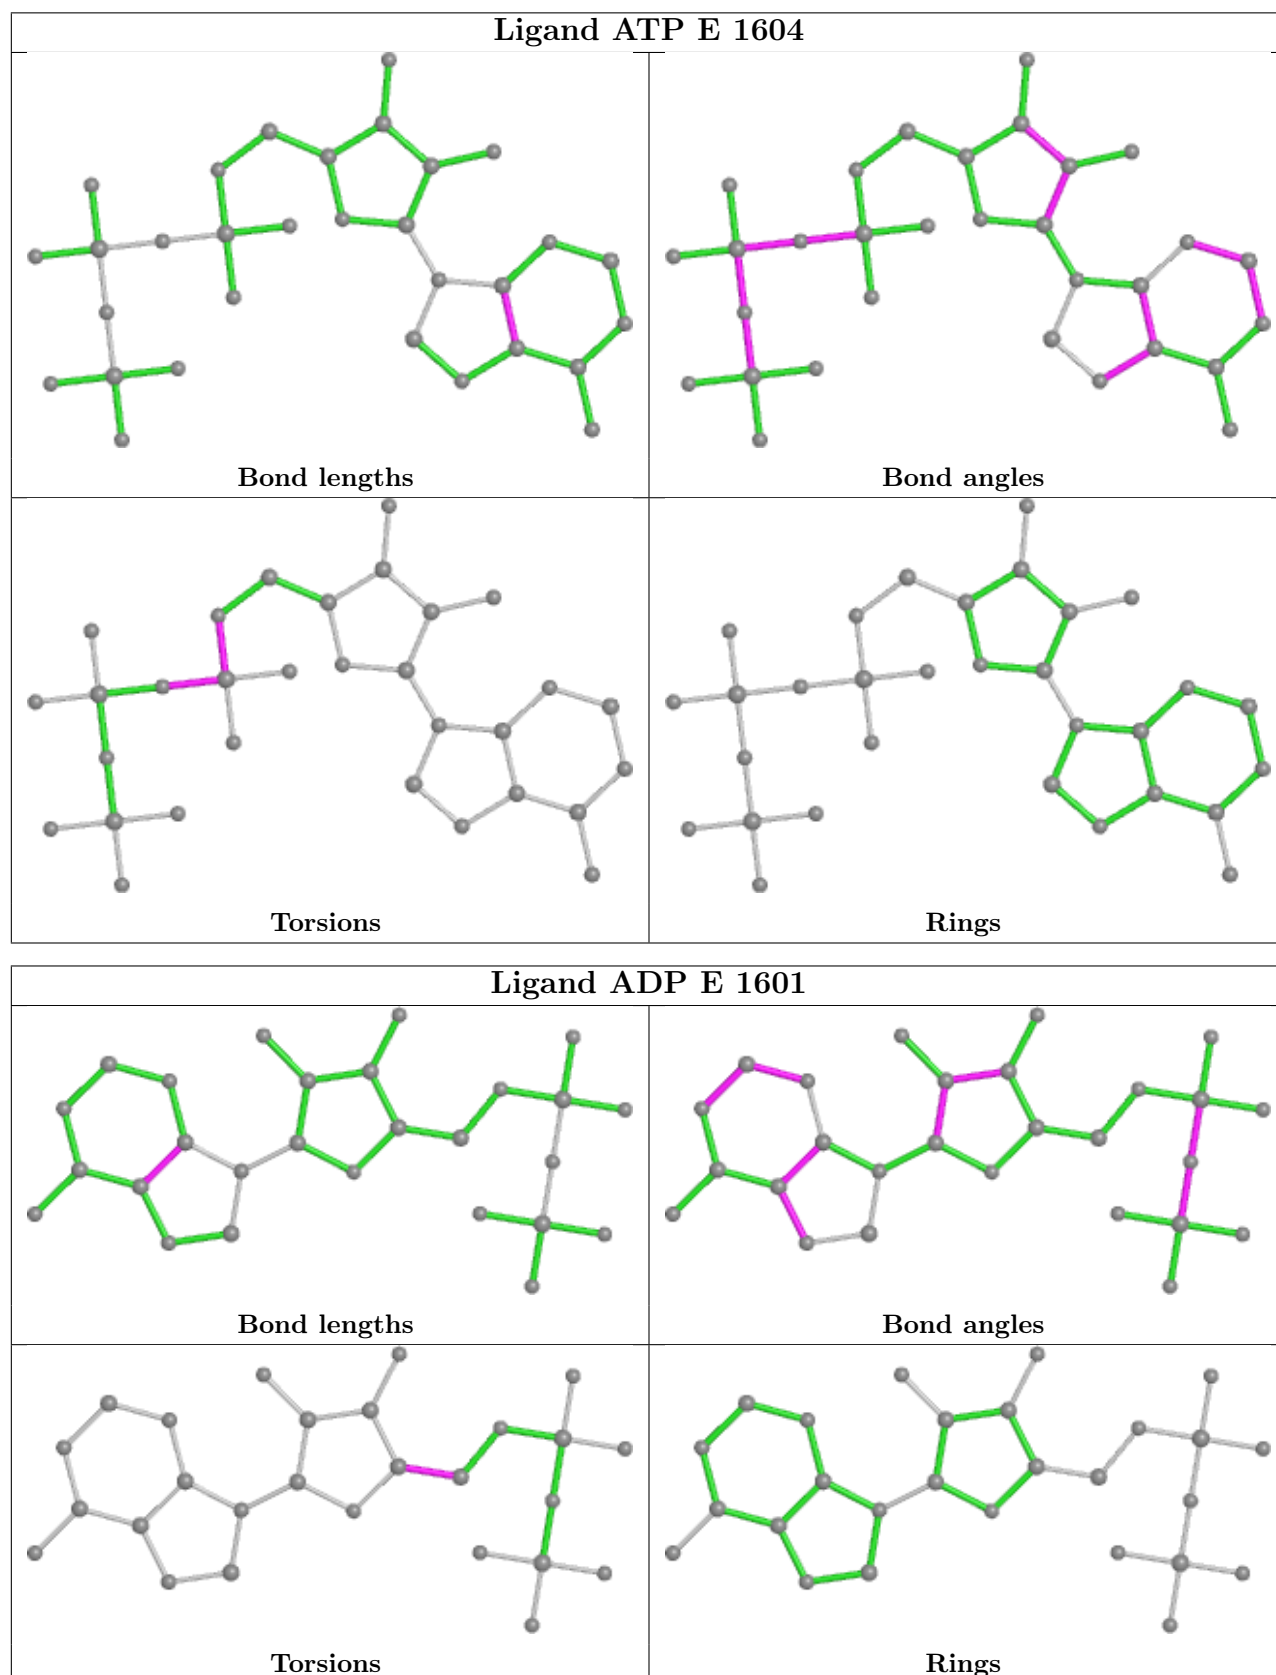 Ligand ATP E 1604
Bond lengths
Bond angles
Torsions
Rings
Ligand ADP E 1601
Bond lengths
Bond angles
Torsions
Rings